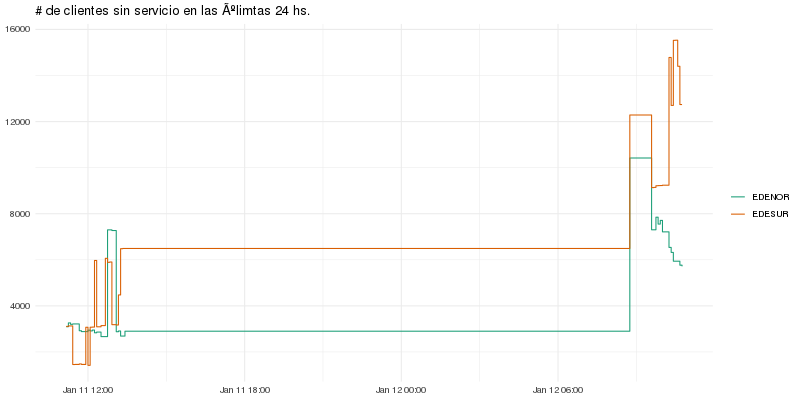 # de clientes sin servicio en las Ãºlimtas 24 hs.
16000
12000
8000
4000
Jan 11 12:00
Jan 11 18:00
Jan 12 00:00
Jan 12 06:00
EDENOR
EDESUR